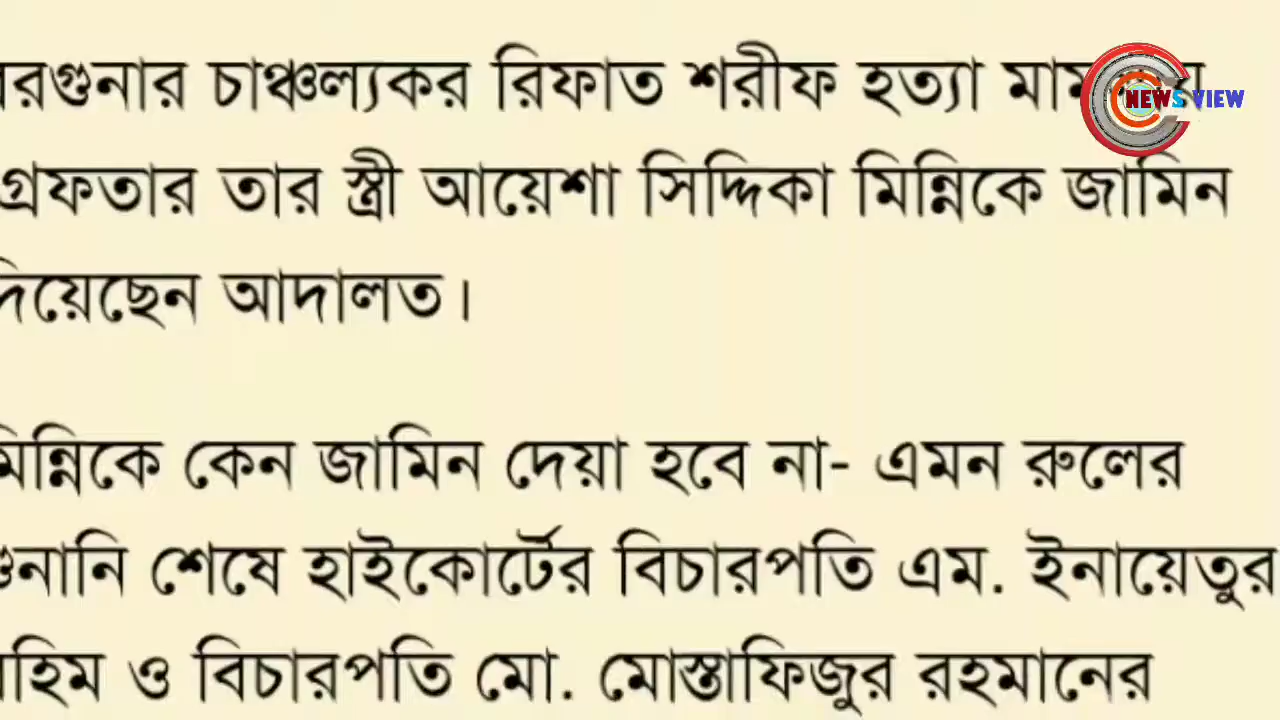 রগুনার চাঞ্চল্যকর রিফাত শরীফ হত্যা
গ্রফতার তার স্ত্রী আয়েশা সিদ্দিকা মিন্নিকে জামিন
দিয়েছেন আদালত।
মিন্নিকে কেন জামিন দেয়া হবে না- এমন রুলের
শুনানি শেষে হাইকোর্টের বিচারপতি এম. ইনায়েতুর
হিম ও বিচারপতি মো. মোস্তাফিজুর রহমানের
NEWS VIEW